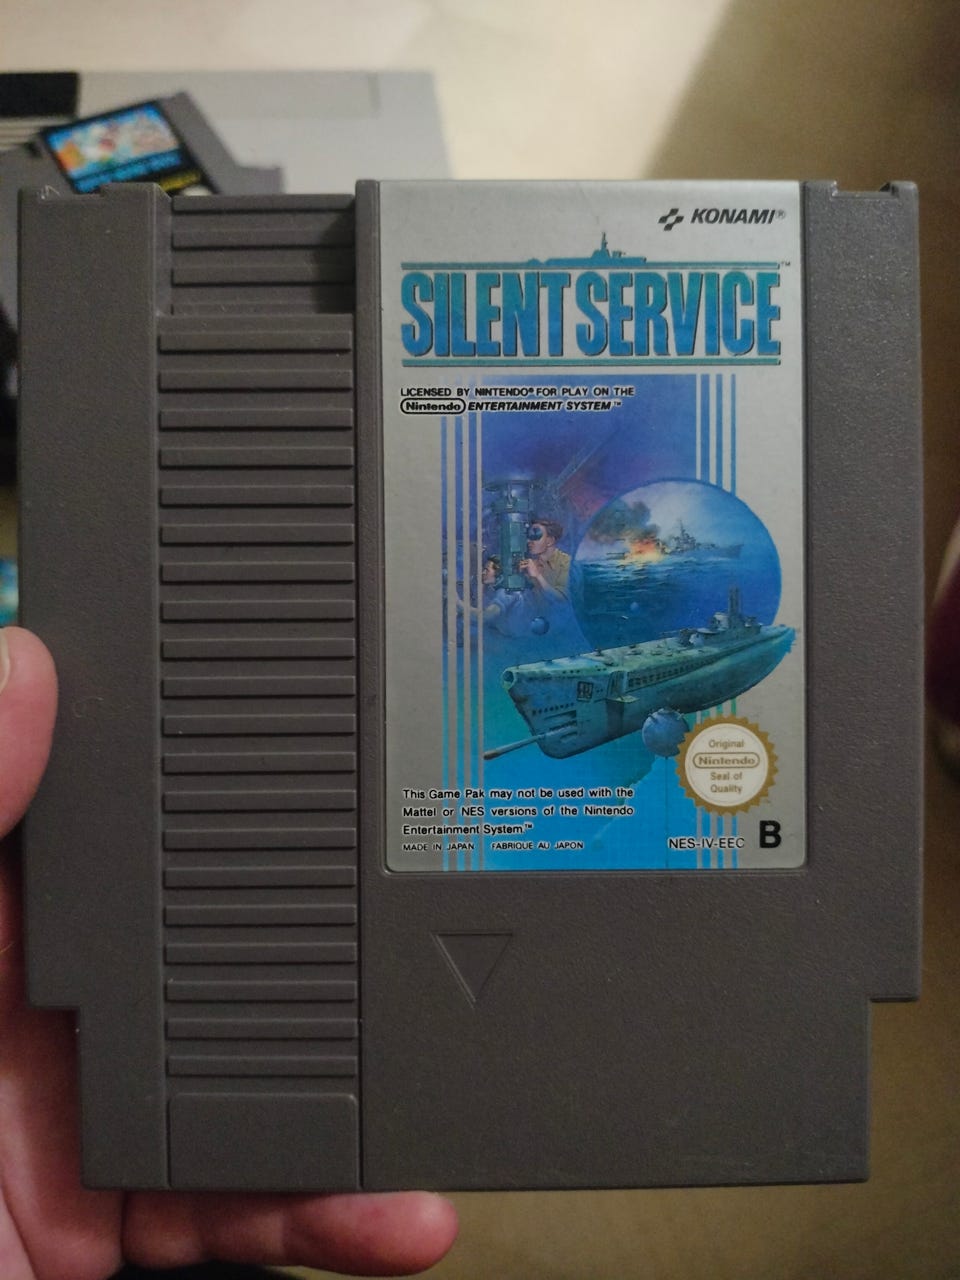 KONAMI®
SILENT SERVICE™
LICENSED BY NINTENDO® FOR PLAY ON THE
Nintendo ENTERTAINMENT SYSTEM™
Original
Nintendo
Seal of
Quality
This Game Pak may not be used with the
Mattel or NES versions of the Nintendo
Entertainment System™
MADE IN JAPAN FABRIQUE AU JAPON
NES-IV-EEC B